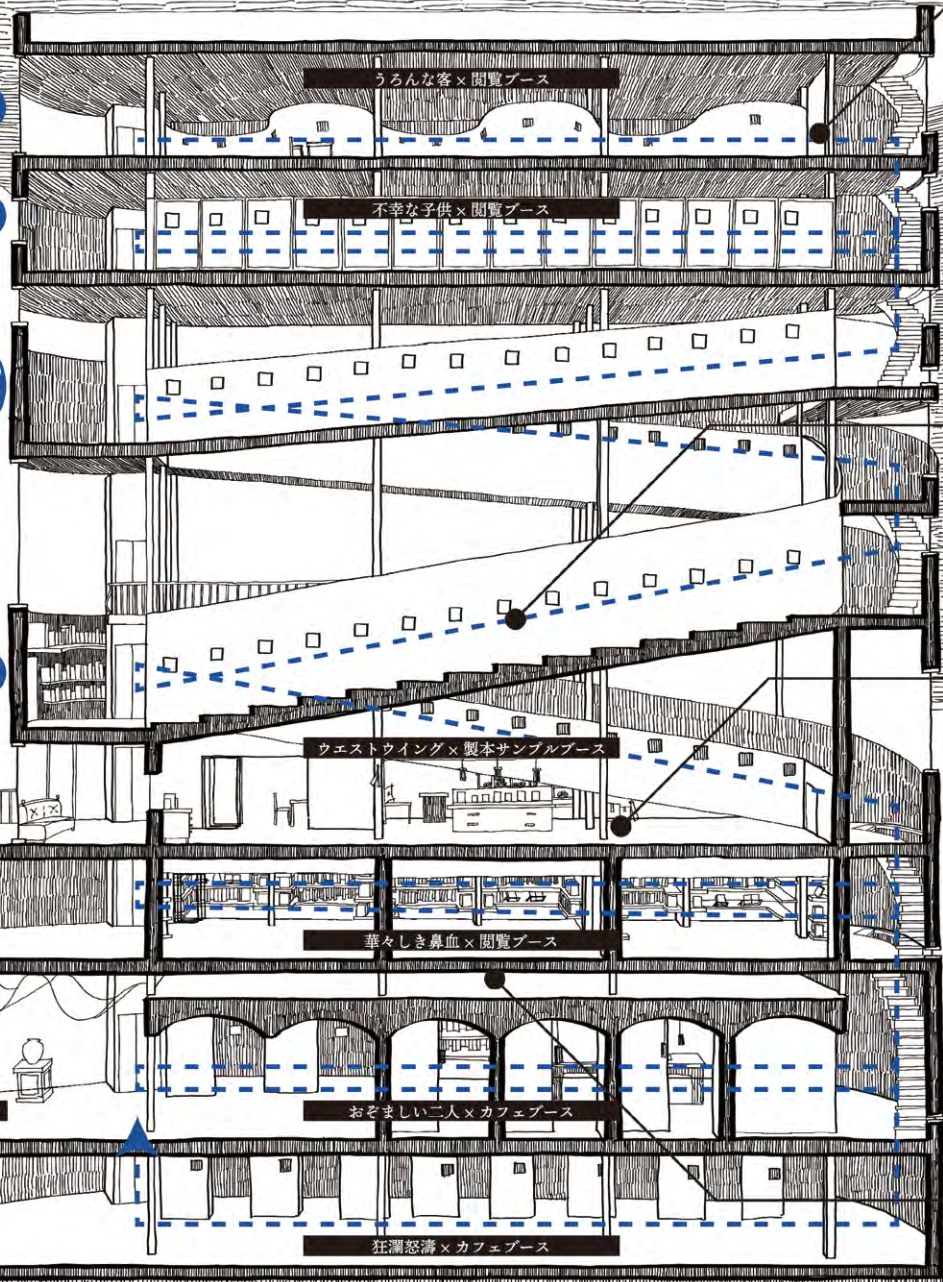 うろんな客×閲覧ブース
不幸な子供×閲覧ブース
ウエストウイング×製本サンプルブース
華々しき鼻血×閲覧ブース
おぞましい二人×カフェブース
狂瀾怒濤×カフェブース